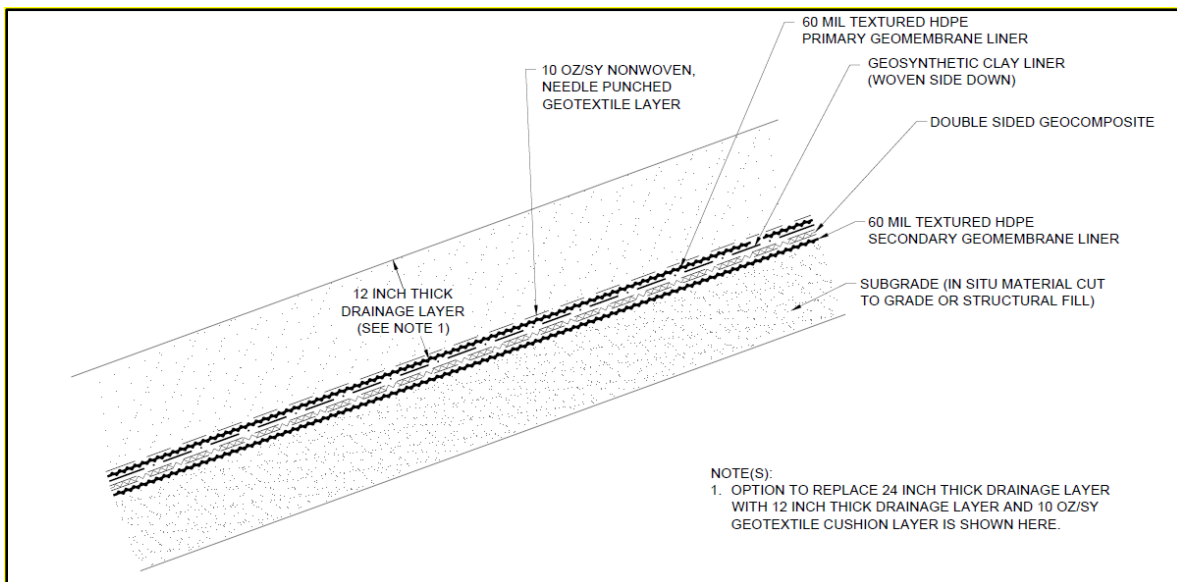 60 MIL TEXTURED HDPE
PRIMARY GEOMEMBRANE LINER
10 OZ/SY NONWOVEN,
NEEDLE PUNCHED
GEOTEXTILE LAYER
GEOSYNTHETIC CLAY LINER
(WOVEN SIDE DOWN)
DOUBLE SIDED GEOCOMPOSITE
60 MIL TEXTURED HDPE
SECONDARY GEOMEMBRANE LINER
SUBGRADE (IN SITU MATERIAL CUT
TO GRADE OR STRUCTURAL FILL)
12 INCH THICK
DRAINAGE LAYER
(SEE NOTE 1)
NOTE(S):
1. OPTION TO REPLACE 24 INCH THICK DRAINAGE LAYER
WITH 12 INCH THICK DRAINAGE LAYER AND 10 OZ/SY
GEOTEXTILE CUSHION LAYER IS SHOWN HERE.